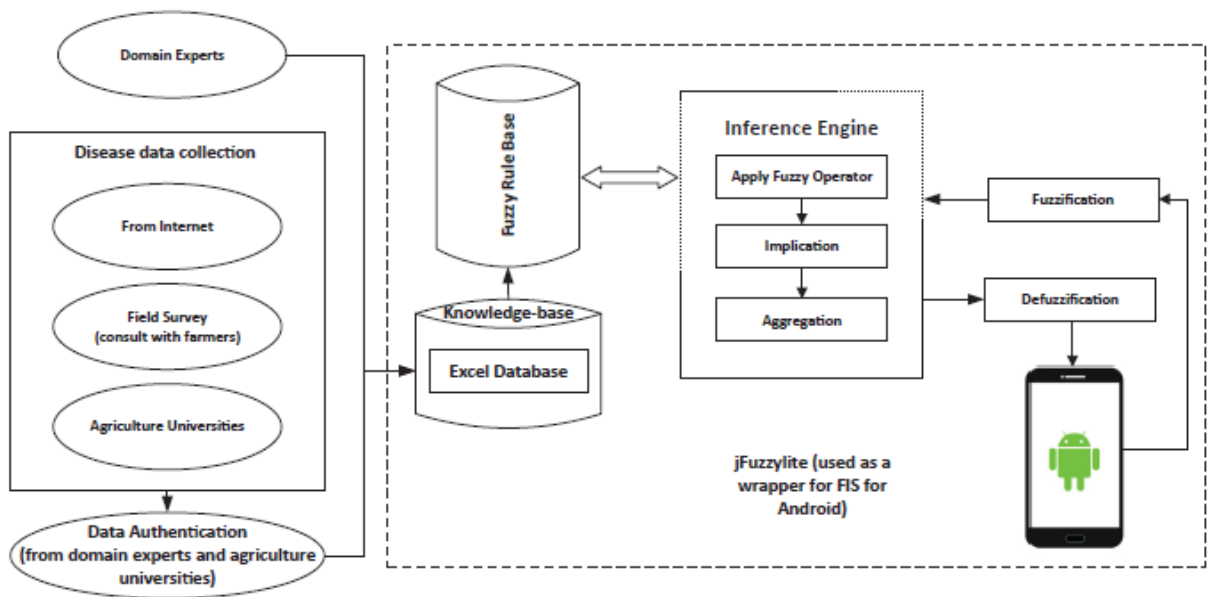 Domain Experts
Disease data collection
From Internet
Field Survey
(consult with farmers)
Agriculture Universities
Data Authentication
(from domain experts and agriculture
universities)
Fuzzy Rule Base
Knowledge-base
Excel Database
Inference Engine
Apply Fuzzy Operator
Implication
Aggregation
Fuzzification
Defuzzification
jFuzzylite (used as a
wrapper for FIS for
Android)